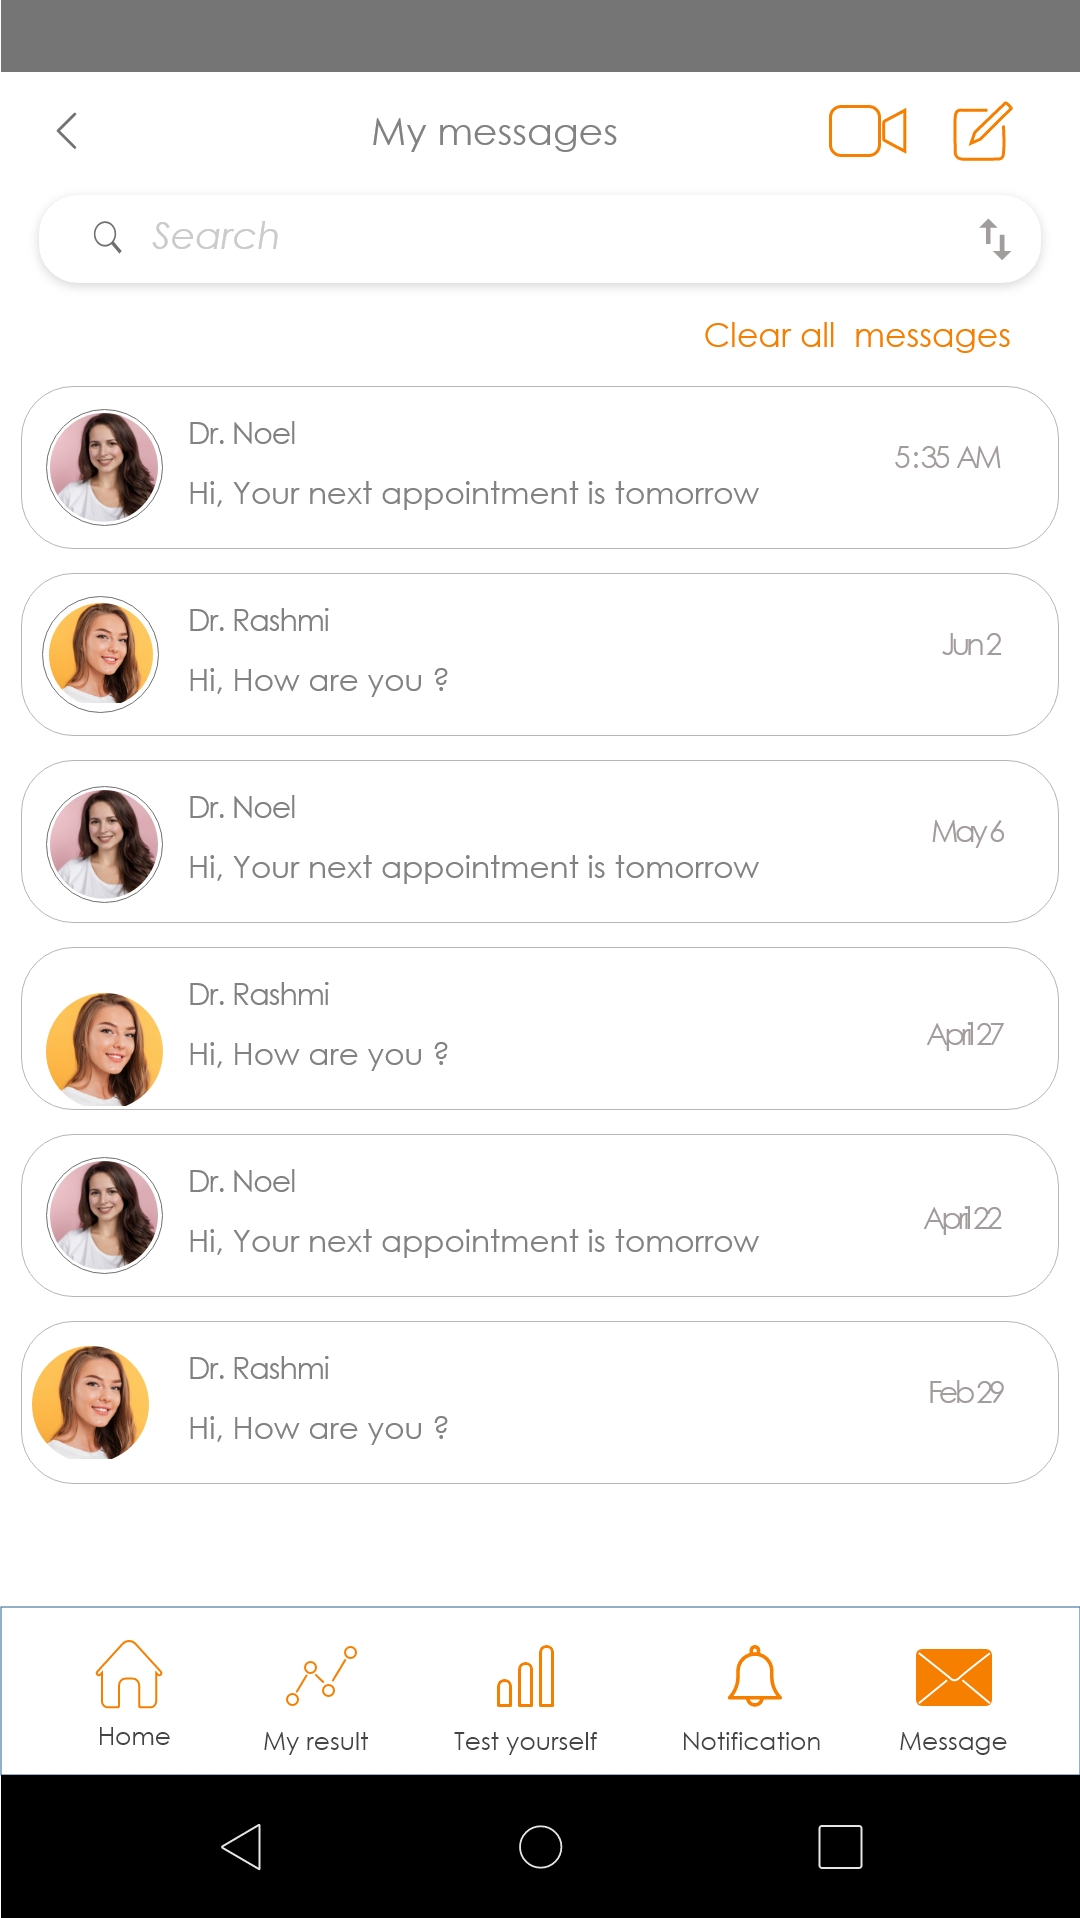 My messages
Search
Clear all messages
Dr. Noel
5:35 AM
Hi, Your next appointment is tomorrow
Dr. Rashmi
Jun 2
Hi, How are you ?
Dr. Noel
May 6
Hi, Your next appointment is tomorrow
Dr. Rashmi
April 27
Hi, How are you ?
Dr. Noel
April 22
Hi, Your next appointment is tomorrow
Dr. Rashmi
Feb 29
Hi, How are you ?
Home
My result
Test yourself
Notification
Message